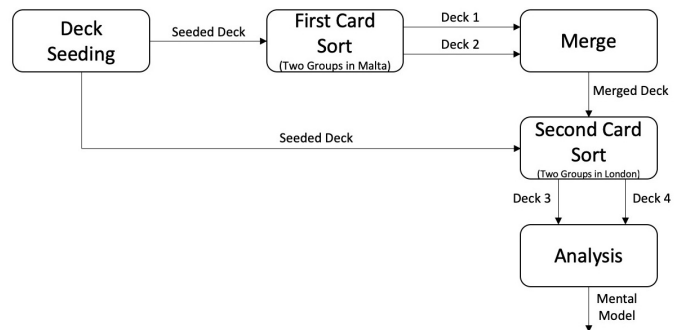 Deck
Seeding
Seeded Deck
First Card
Sort
(Two Groups in Malta)
Deck 1
Deck 2
Merge
Merged Deck
Seeded Deck
Second Card
Sort
(Two Groups in London)
Deck 3
Deck 4
Analysis
Mental
Model